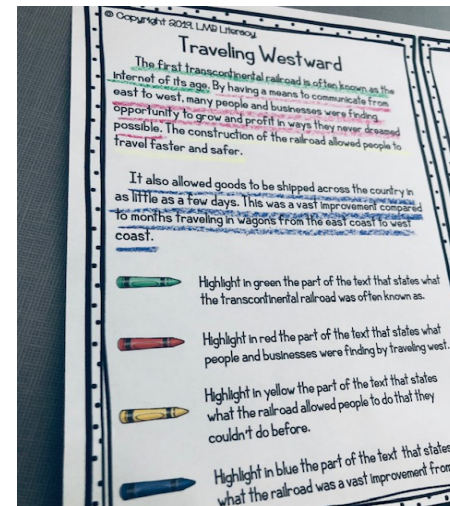 © Copyright 2019, LMB Literacy
Traveling Westward
The first transcontinental railroad is often known as the
internet of its age. By having a means to communicate from
east to west, many people and businesses were finding
opportunity to grow and profit in ways they never dreamed
possible. The construction of the railroad allowed people to
travel faster and safer.
It also allowed goods to be shipped across the country in
as little as a few days. This was a vast improvement compared
to months traveling in wagons from the east coast to west
coast.
Highlight in green the part of the text that states what
the transcontinental railroad was often known as.
Highlight in red the part of the text that states what
people and businesses were finding by traveling west.
Highlight in yellow the part of the text that states
what the railroad allowed people to do that they
couldn't do before.
Highlight in blue the part of the text that states
what the railroad was a vast improvement from